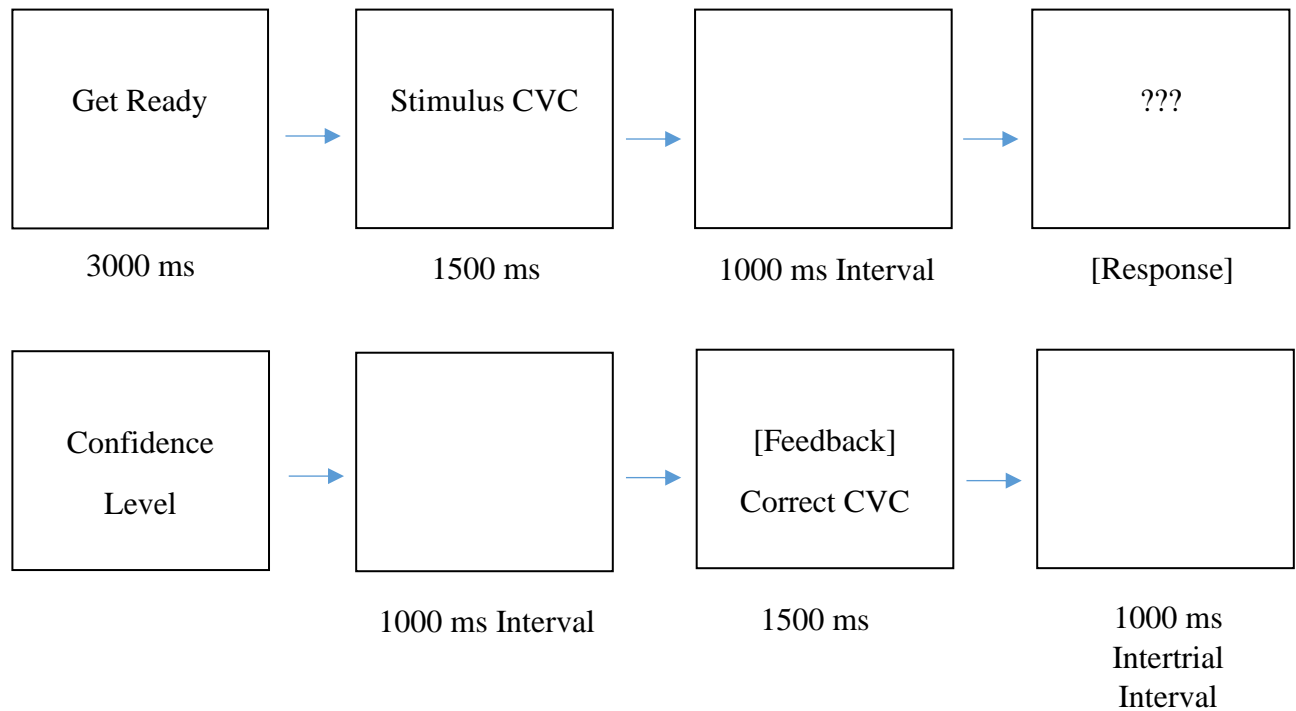 Get Ready
Stimulus CVC
???
3000 ms
1500 ms
1000 ms Interval
[Response]
Confidence
Level
[Feedback]
Correct CVC
1000 ms Interval
1500 ms
1000 ms
Intertrial
Interval